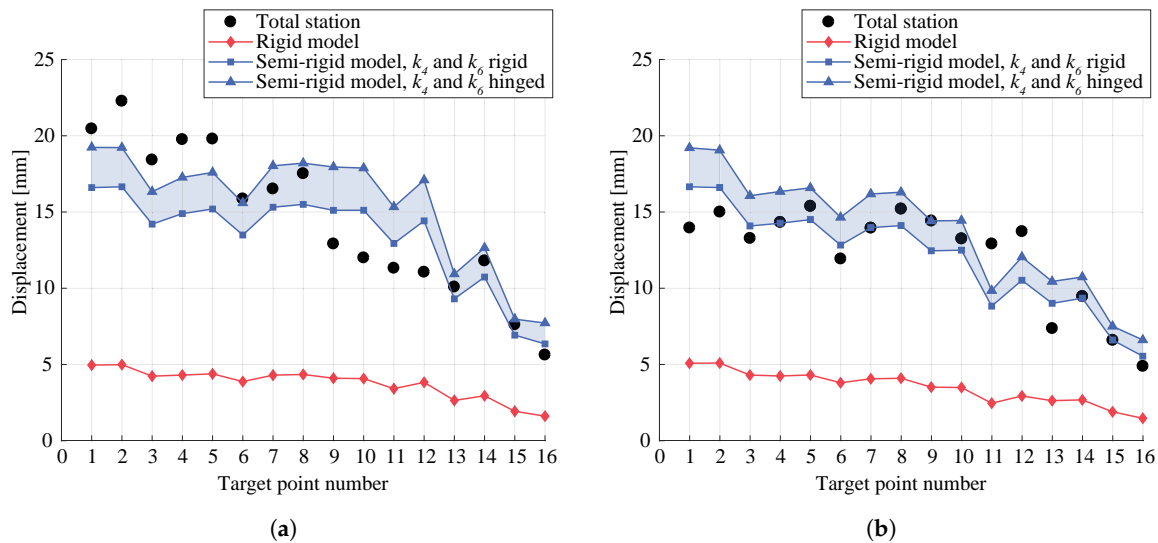 Total station
Rigid model
Semi-rigid model, k4 and k6 rigid
Semi-rigid model, k4 and k6 hinged
25
20
15
10
5
0
Displacement [mm]
0 1 2 3 4 5 6 7 8 9 10 11 12 13 14 15 16
Target point number
(a)
Total station
Rigid model
Semi-rigid model, k4 and k6 rigid
Semi-rigid model, k4 and k6 hinged
25
20
15
10
5
0
Displacement [mm]
0 1 2 3 4 5 6 7 8 9 10 11 12 13 14 15 16
Target point number
(b)